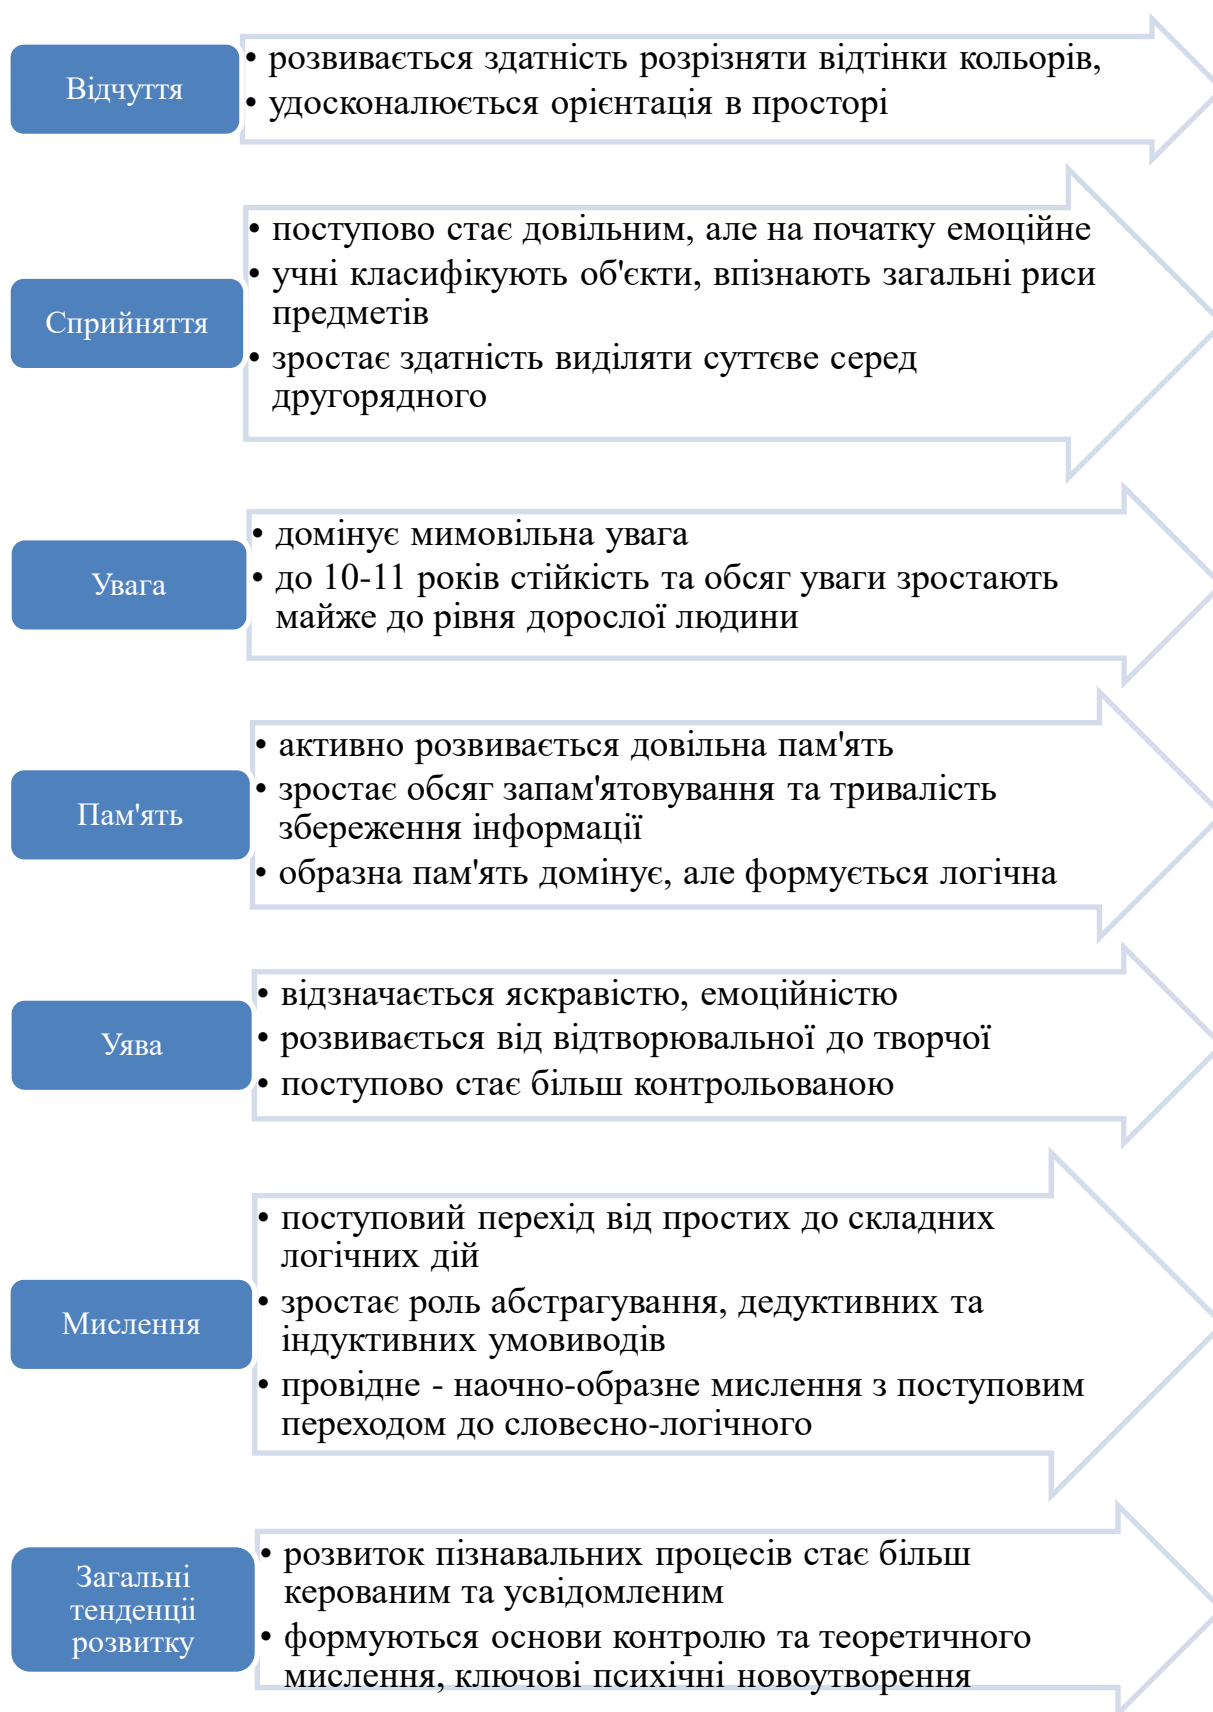 Відчуття
• розвивається здатність розрізняти відтінки кольорів,
• удосконалюється орієнтація в просторі
Сприйняття
• поступово стає довільним, але на початку емоційне
• учні класифікують об'єкти, впізнають загальні риси
предметів
• зростає здатність виділяти суттєве серед
другорядного
Увага
• домінує мимовільна увага
• до 10-11 років стійкість та обсяг уваги зростають
майже до рівня дорослої людини
Пам'ять
• активно розвивається довільна пам'ять
• зростає обсяг запам'ятовування та тривалість
збереження інформації
• образна пам'ять домінує, але формується логічна
Уява
• відзначається яскравістю, емоційністю
• розвивається від відтворювальної до творчої
• поступово стає більш контрольованою
Мислення
• поступовий перехід від простих до складних
логічних дій
• зростає роль абстрагування, дедуктивних та
індуктивних умовиводів
• провідне - наочно-образне мислення з поступовим
переходом до словесно-логічного
Загальні
тенденції
розвитку
• розвиток пізнавальних процесів стає більш
керованим та усвідомленим
• формуються основи контролю та теоретичного
мислення, ключові психічні новоутворення